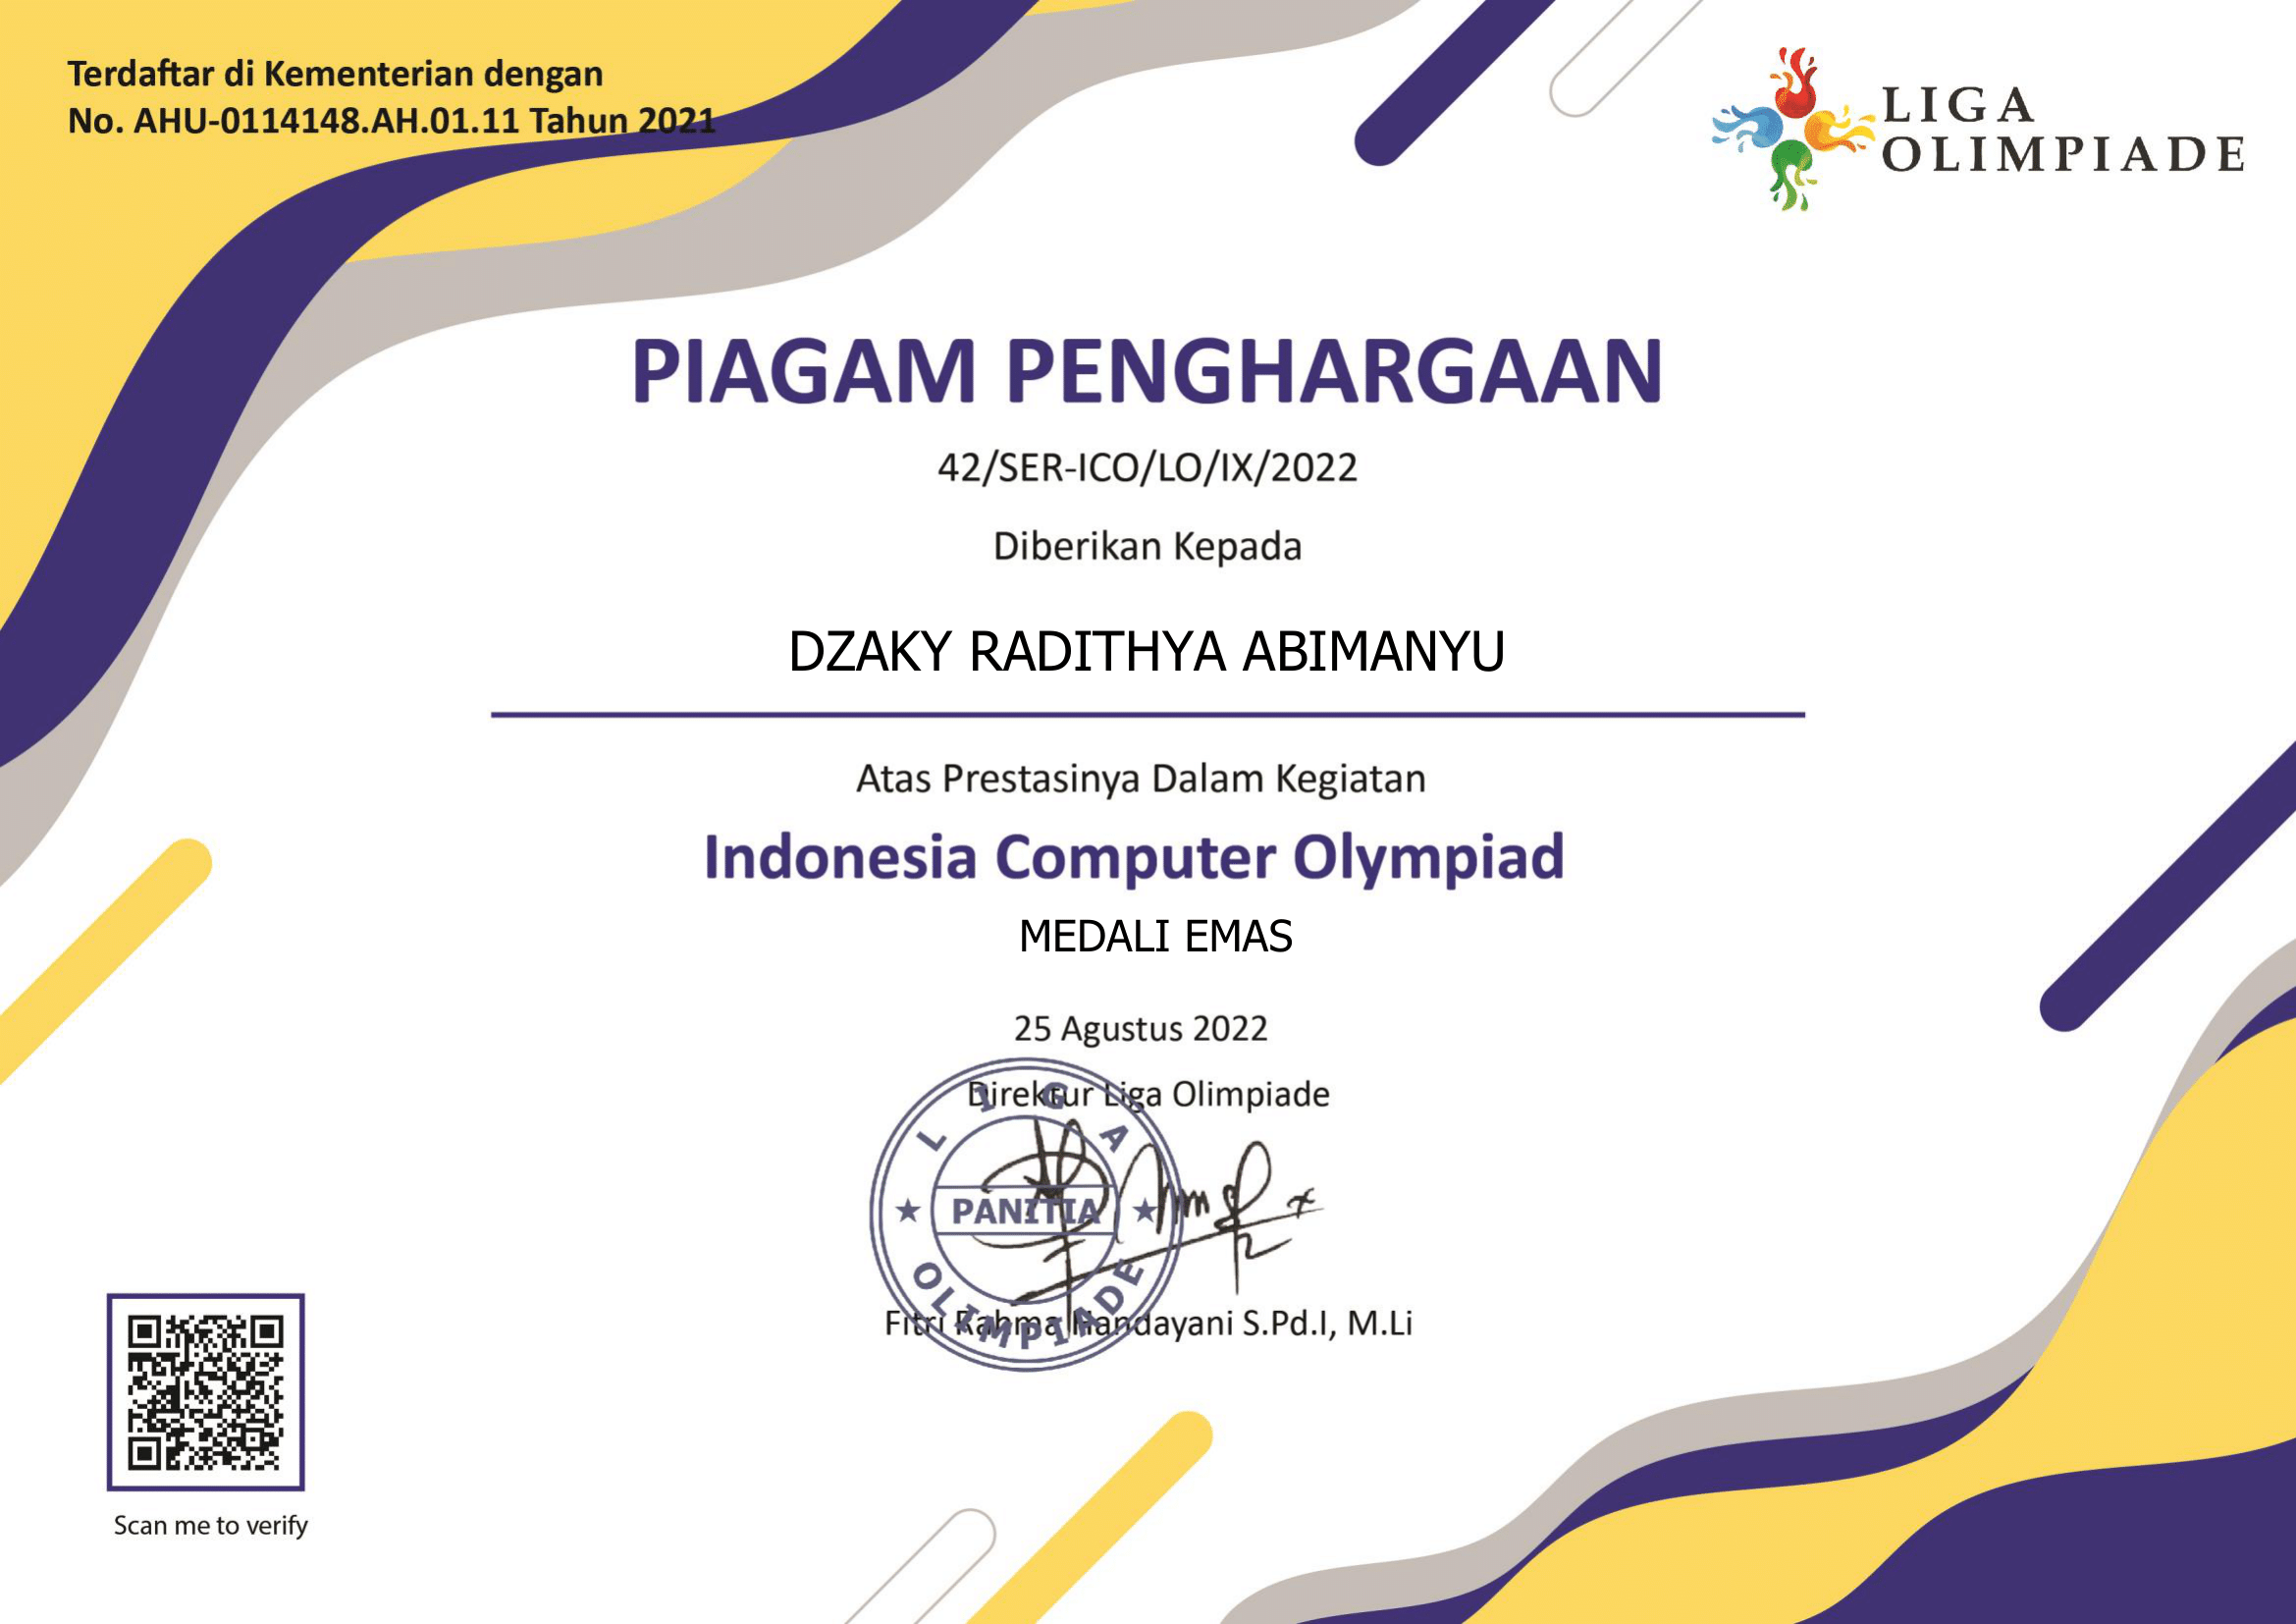 Terdaftar di Kementerian dengan
No. AHU-0114148.AH.01.11 Tahun 2021
LIGA
OLIMPIADE
PIAGAM PENGHARGAAN
42/SER-ICO/LO/IX/2022
Diberikan Kepada
DZAKY RADITHYA ABIMANYU
Atas Prestasinya Dalam Kegiatan
Indonesia Computer Olympiad
MEDALI EMAS
25 Agustus 2022
Direktur Liga Olimpiade
LIGA
PANITIA
OLIMPIADE
Fitri Rahma Handayani S.Pd.I, M.Li
Scan me to verify